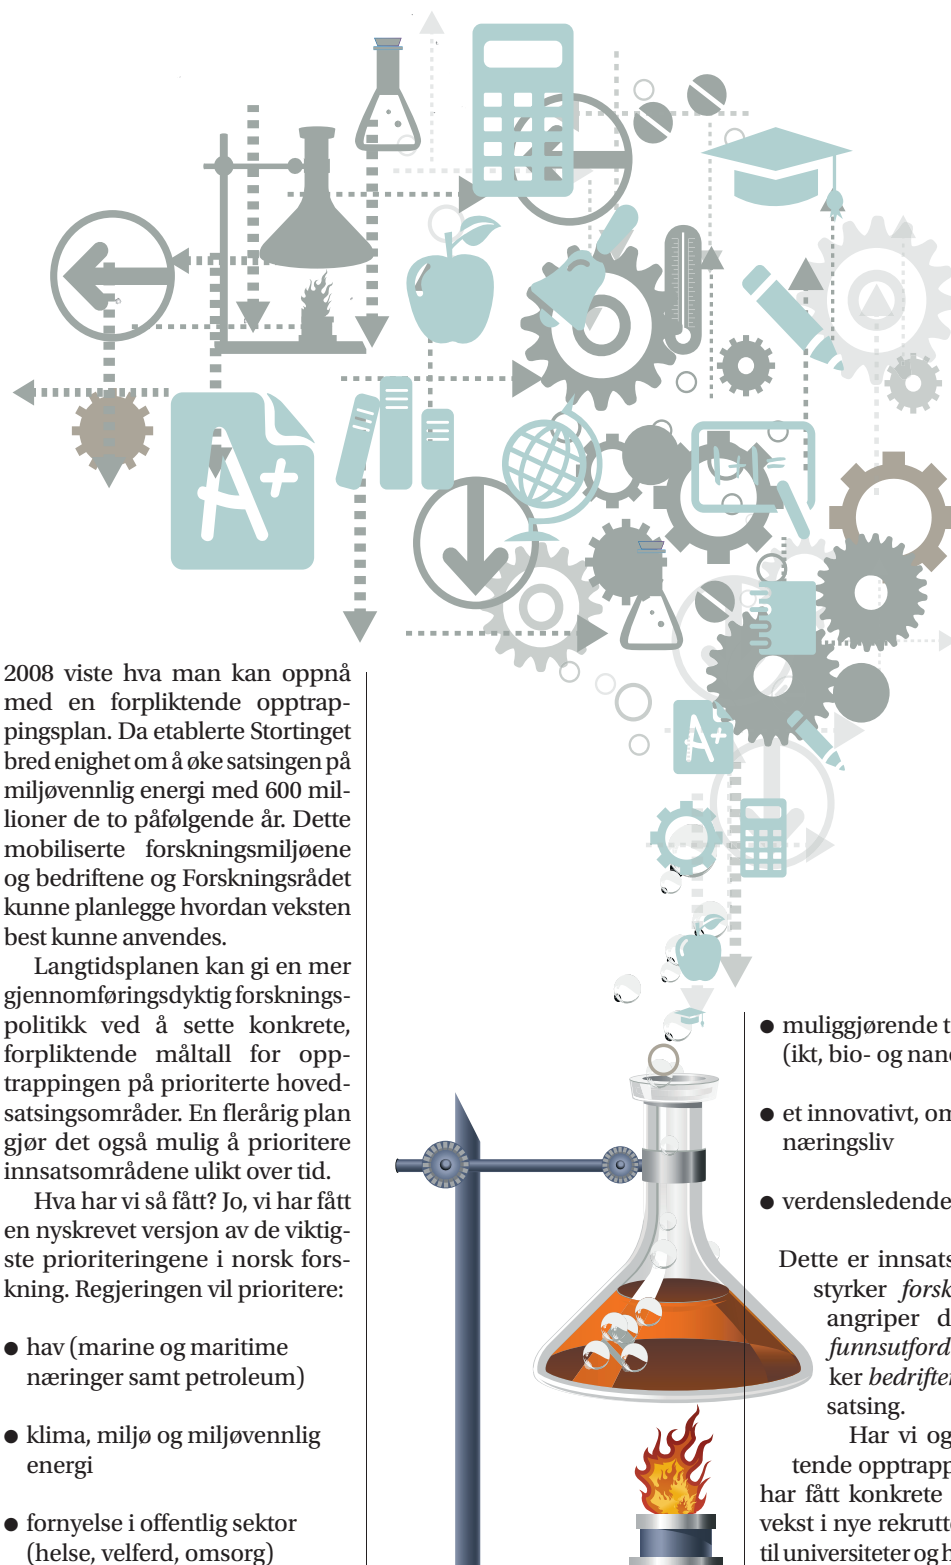 A+
1+1=
A+
2008 viste hva man kan oppnå
med en forpliktende opptrap-
pingsplan. Da etablerte Stortinget
bred enighet om å øke satsingen på
miljøvennlig energi med 600 mil-
lioner de to påfølgende år. Dette
mobiliserte forskningsmiljøene
og bedriftene og Forskningsrådet
kunne planlegge hvordan veksten
best kunne anvendes.
Langtidsplanen kan gi en mer
gjennomføringsdyktig forsknings-
politikk ved å sette konkrete,
forpliktende måltall for opp-
trappingen på prioriterte hoved-
satsingsområder. En flerårig plan
gjør det også mulig å prioritere
innsatsområdene ulikt over tid.
Hva har vi så fått? Jo, vi har fått
en nyskrevet versjon av de viktig-
ste prioriteringene i norsk fors-
kning. Regjeringen vil prioritere:
● hav (marine og maritime
næringer samt petroleum)
● klima, miljø og miljøvennlig
energi
● fornyelse i offentlig sektor
(helse, velferd, omsorg)
● muliggjørende t
(ikt, bio- og nano
● et innovativt, om
næringsliv
● verdensledende
Dette er innsats
styrker forsk
angriper d
funnsutford
ker bedrifter
satsing.
Har vi og
tende opptrapp
har fått konkrete
vekst i nye rekrutte
til universiteter og h